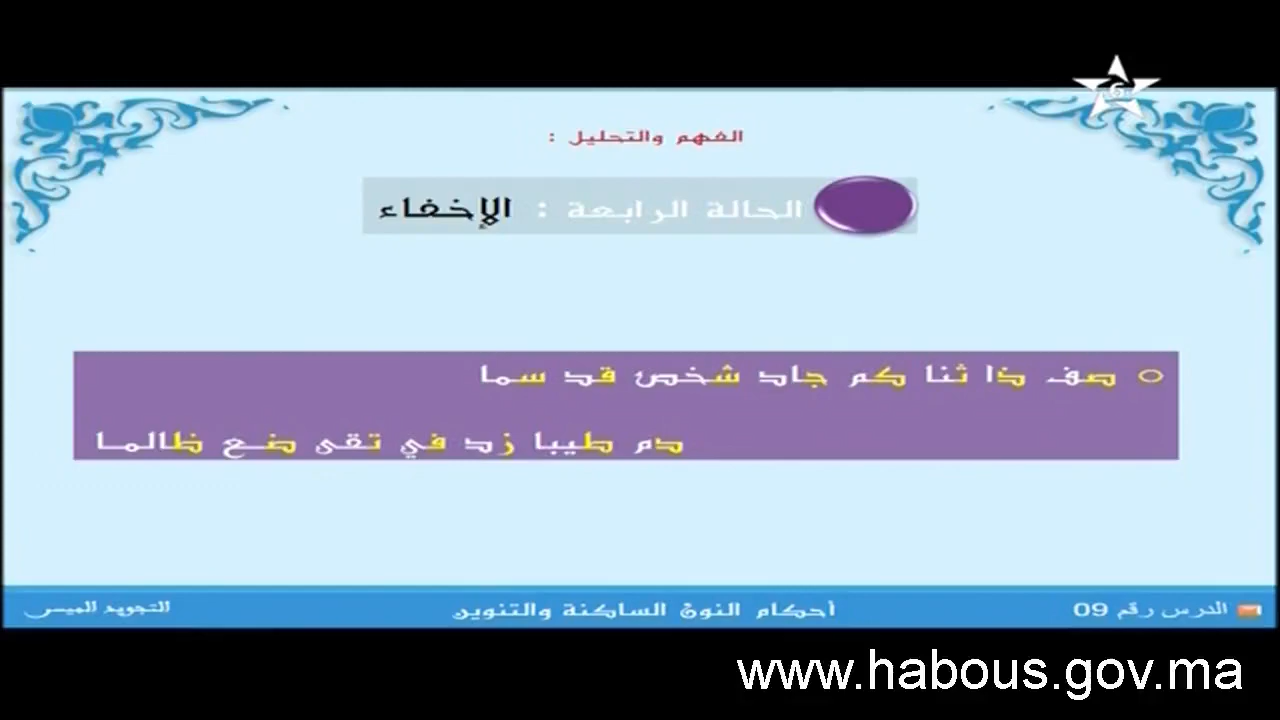 6
الفهم والتحليل :
الحالة الرابعة : الإخفاء
صف ذا ثنا كم جاد شخص قد سما
دم طيبا زد في تقى ضع ظالما
الدرس رقم 09
أحكام النون الساكنة والتنوين
التجويد الميسر
www.habous.gov.ma